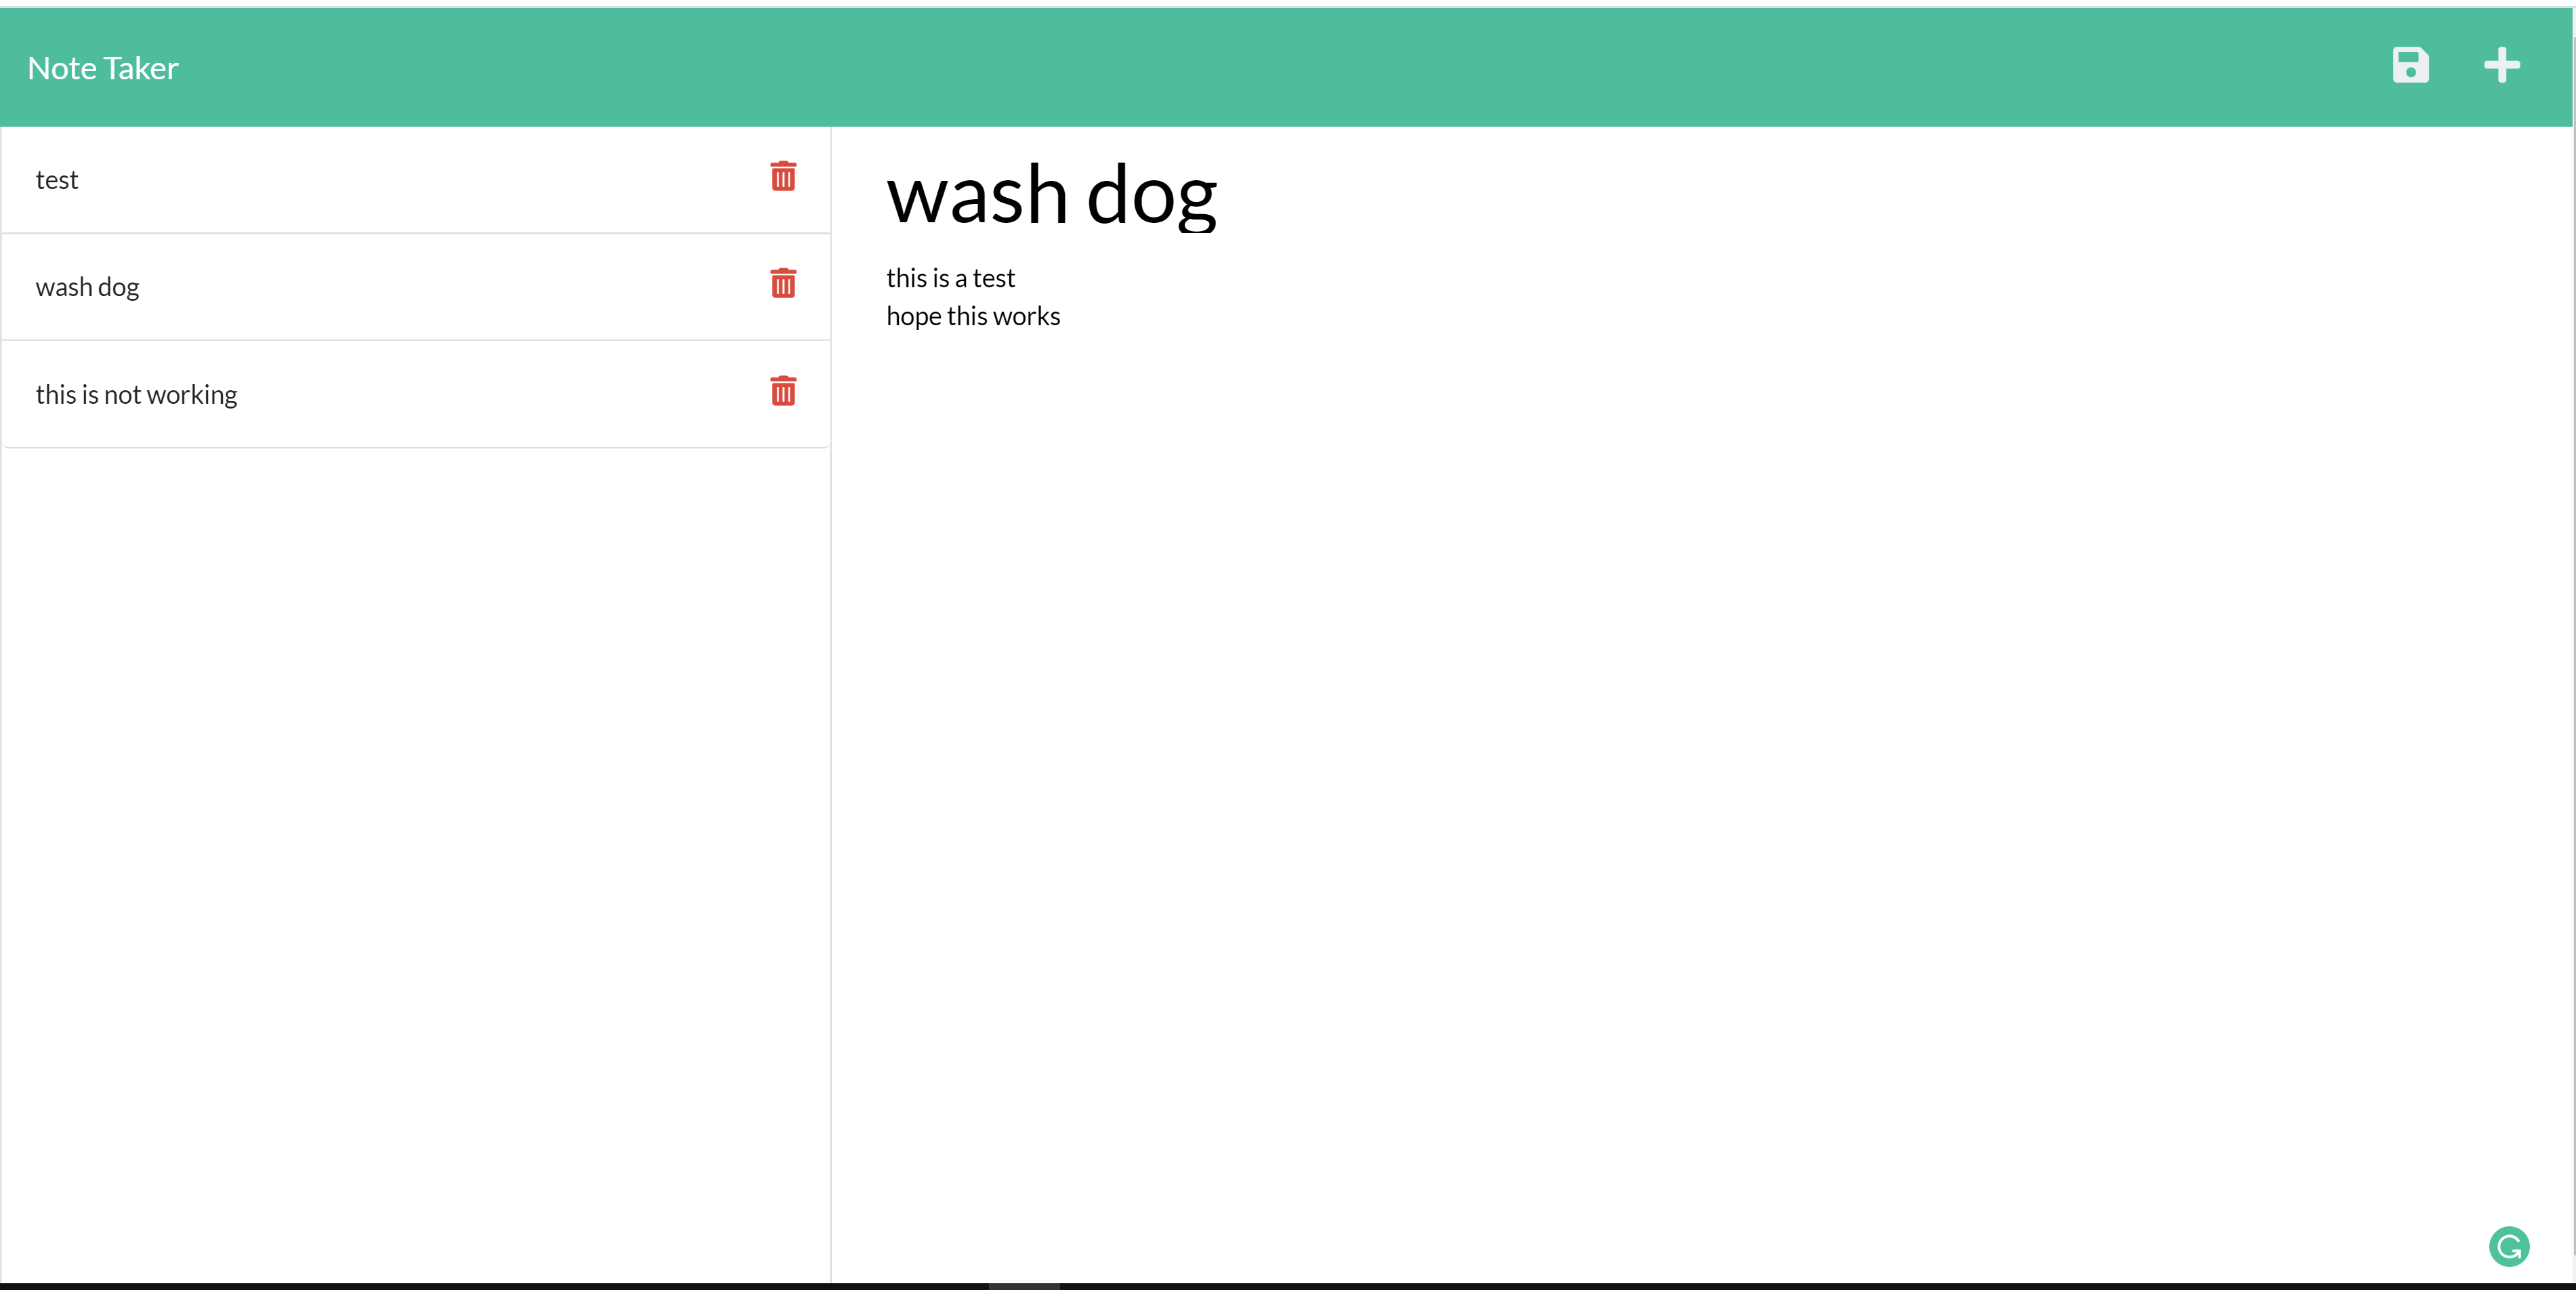 Note Taker
test
wash dog
this is not working
wash dog
this is a test
hope this works